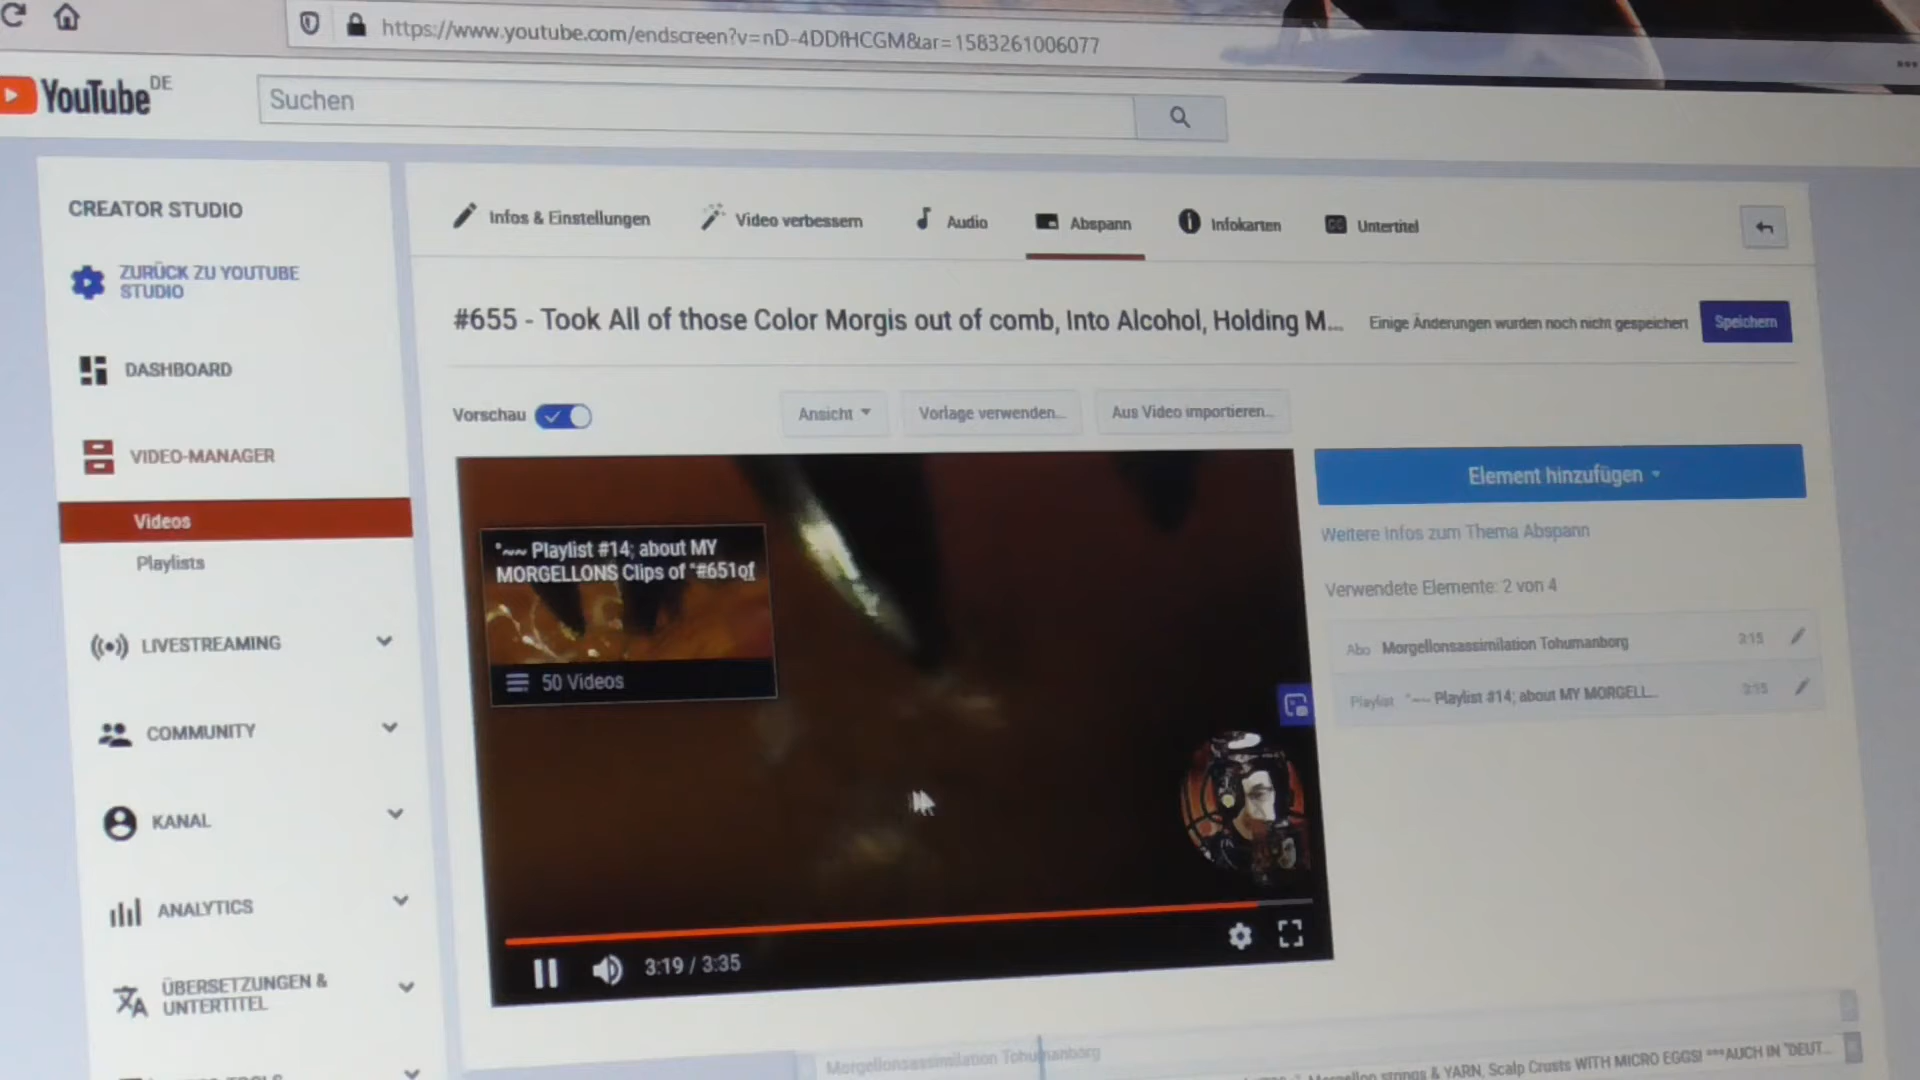 https://www.youtube.com/endscreen?v=nD-4DDfHCGM&ar=1583261006077
YouTube DE
Suchen
CREATOR STUDIO
ZURÜCK ZU YOUTUBE
STUDIO
DASHBOARD
VIDEO-MANAGER
Videos
Playlists
LIVESTREAMING
COMMUNITY
KANAL
ANALYTICS
ÜBERSETZUNGEN &
UNTERTITEL
Infos & Einstellungen
Video verbessern
Audio
Abspann
Infokarten
Untertitel
#655 - Took All of those Color Morgis out of comb, Into Alcohol, Holding M...
Einige Änderungen wurden noch nicht gespeichert
Speichern
Vorschau
Ansicht
Vorlage verwenden...
Aus Video importieren...
Element hinzufügen
Weitere Infos zum Thema Abspann
Verwendete Elemente: 2 von 4
Abo Morgellonsassimilation Tohumanborg 3:15
Playlist *~~ Playlist #14; about MY MORGELL... 3:15
*~~ Playlist #14; about MY
MORGELLONS Clips of *#651of
50 Videos
3:19 / 3:35
Morgellonsassimilation Tohumanborg
Morgellon strings & YARN, Scalp Crusts WITH MICRO EGGS! ***AUCH IN "DEUT...